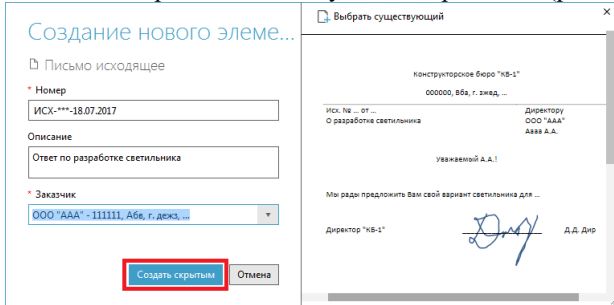 Создание нового элеме...
Письмо исходящее
* Номер
ИСХ-***-18.07.2017
Описание
Ответ по разработке светильника
* Заказчик
ООО "ААА" - 111111, Абв, г. дежз, ...
Создать скрытым
Отмена
Выбрать существующий
Конструкторское бюро "КБ-1"
000000, Вба, г. зжед, ...
Исх. № ... от ...
О разработке светильника
Директору
ООО "ААА"
Аааа А.А.
Уважаемый А.А.!
Мы рады предложить Вам свой вариант светильника для ...
Директор "КБ-1"
Д.Д. Дир